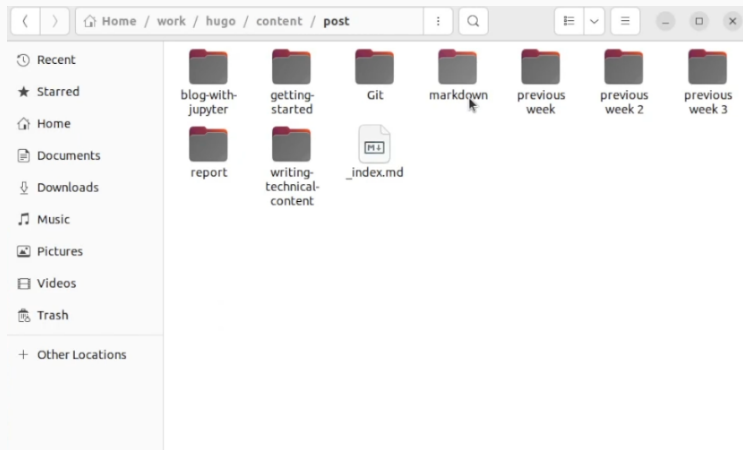 Home / work / hugo / content / post
Recent
Starred
Home
Documents
Downloads
Music
Pictures
Videos
Trash
+ Other Locations
blog-with-
jupyter
getting-
started
Git
markdown
previous
week
previous
week 2
previous
week 3
report
writing-
technical-
content
M↓
_index.md